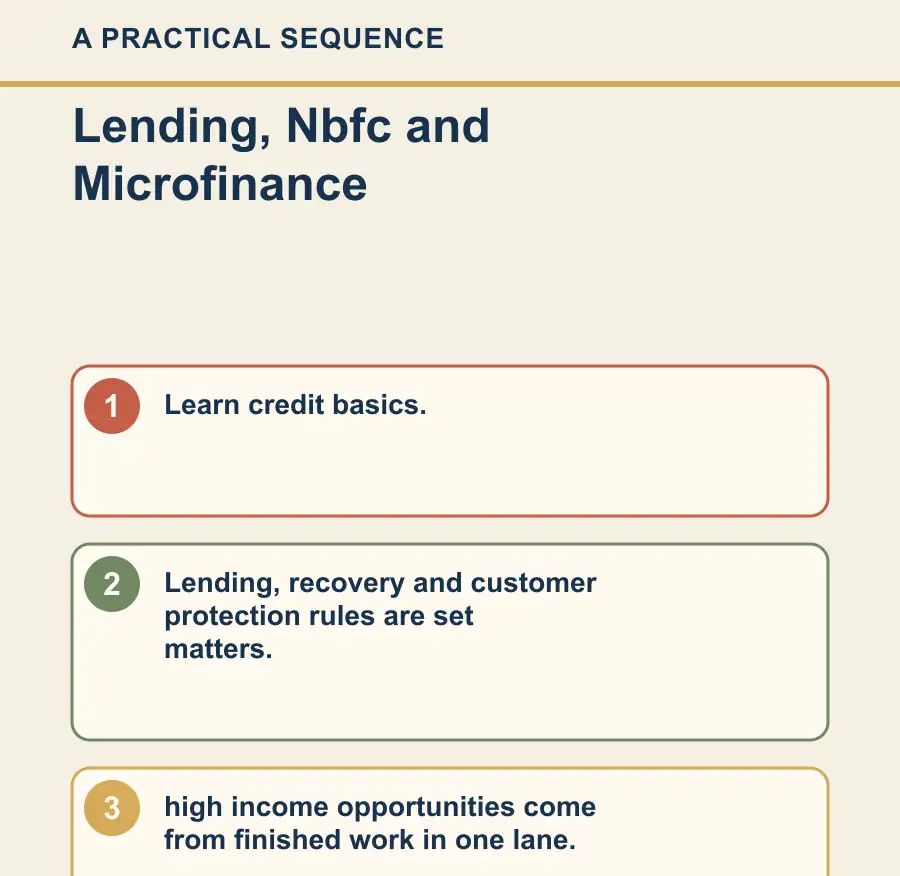 A PRACTICAL SEQUENCE
Lending, Nbfc and
Microfinance
1
Learn credit basics.
2
Lending, recovery and customer
protection rules are set
matters.
3
high income opportunities come
from finished work in one lane.